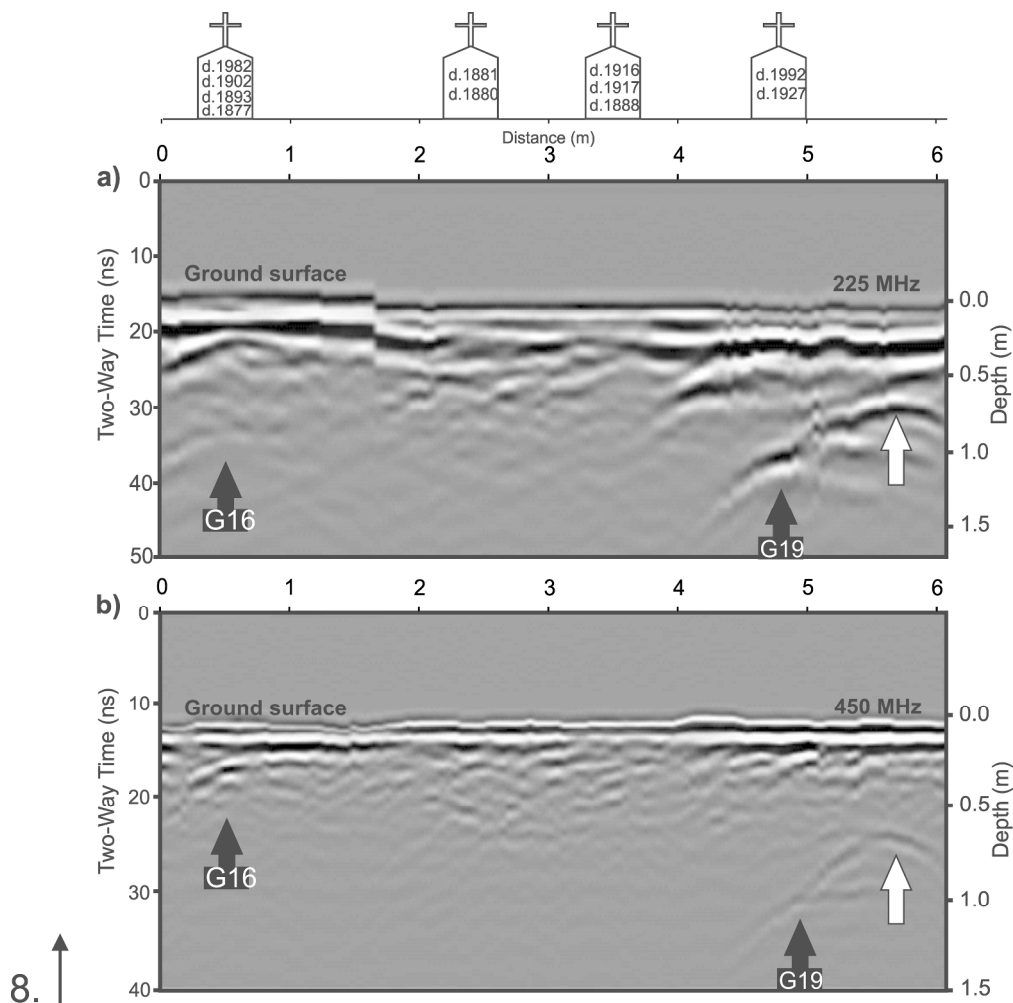 d.1982
d.1902
d.1893
d.1877
d.1881
d.1880
d.1916
d.1917
d.1888
d.1992
d.1927
Distance (m)
0 1 2 3 4 5 6
a)
0
10
20
30
40
50
Two-Way Time (ns)
Ground surface
225 MHz
0.0
0.5
1.0
1.5
Depth (m)
G16
G19
0 1 2 3 4 5 6
b)
0
10
20
30
40
Two-Way Time (ns)
Ground surface
450 MHz
0.0
0.5
1.0
1.5
Depth (m)
G16
G19
8.